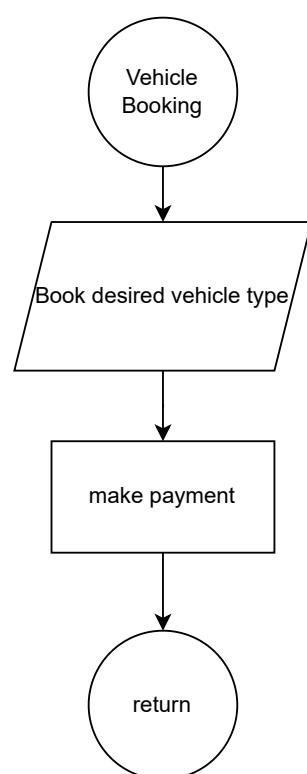 Vehicle
Booking
Book desired vehicle type
make payment
return